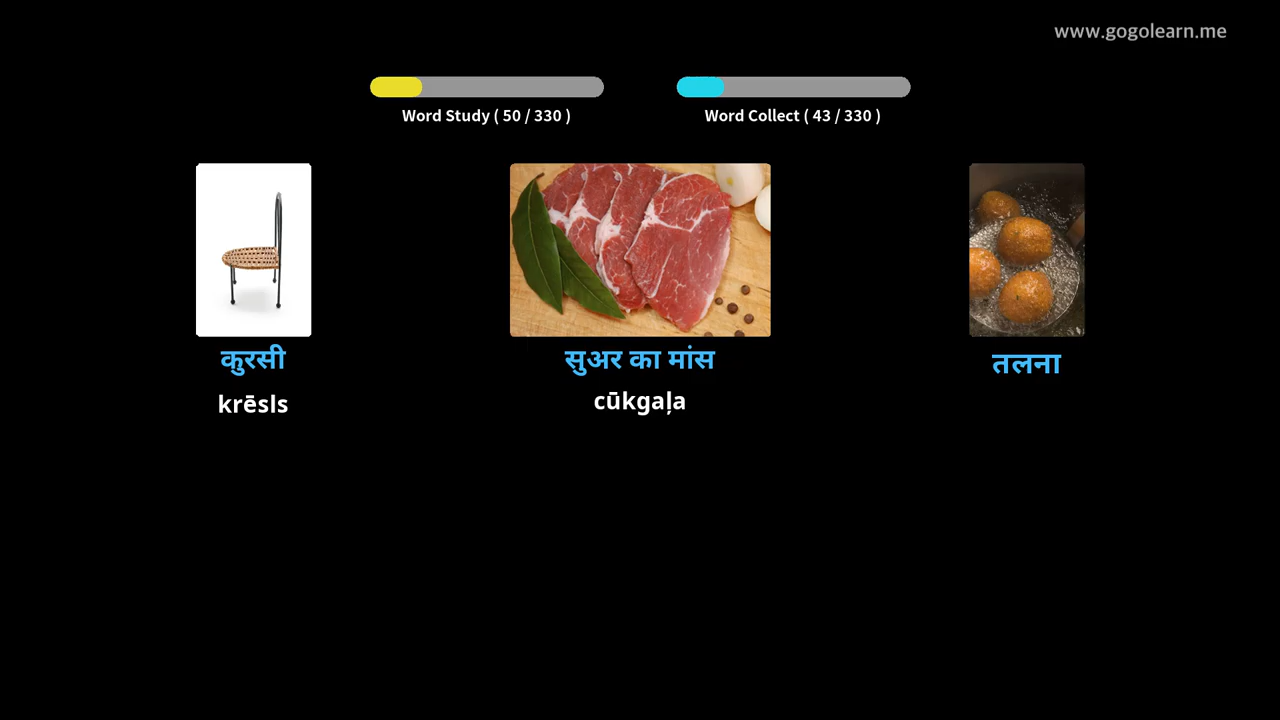 www.gogolearn.me
Word Study ( 50 / 330 )
Word Collect ( 43 / 330 )
कुरसी
सुअर का मांस
तलना
krēsls
cūkgaļa